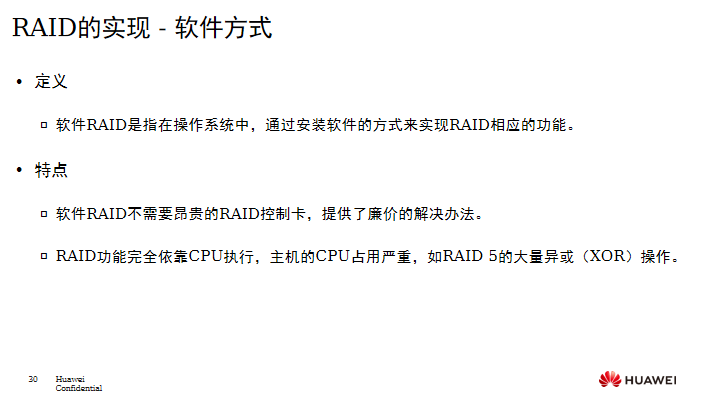 RAID的实现 - 软件方式
• 定义
▫ 软件RAID是指在操作系统中，通过安装软件的方式来实现RAID相应的功能。
• 特点
▫ 软件RAID不需要昂贵的RAID控制卡，提供了廉价的解决办法。
▫ RAID功能完全依靠CPU执行，主机的CPU占用严重，如RAID 5的大量异或（XOR）操作。
30 Huawei
Confidential
HUAWEI